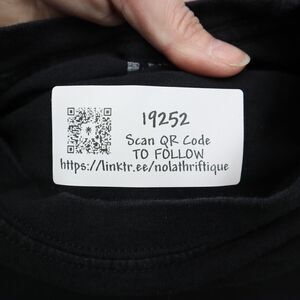 19252
Scan QR Code
TO FOLLOW
https://linktr.ee/nolathriftique